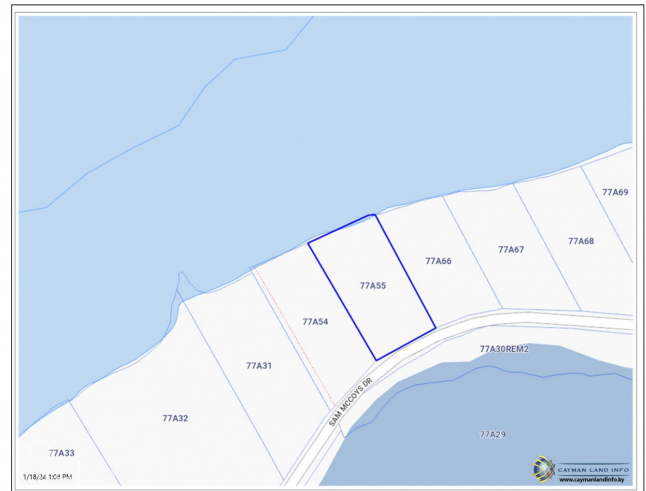 77A69
77A68
77A67
77A66
77A55
77A54
77A31
77A30REM2
77A32
77A29
77A33
SAM MCCOYS DR
1/18/24 1:08 PM
CAYMAN LAND INFO
www.caymanlandinfo.ky